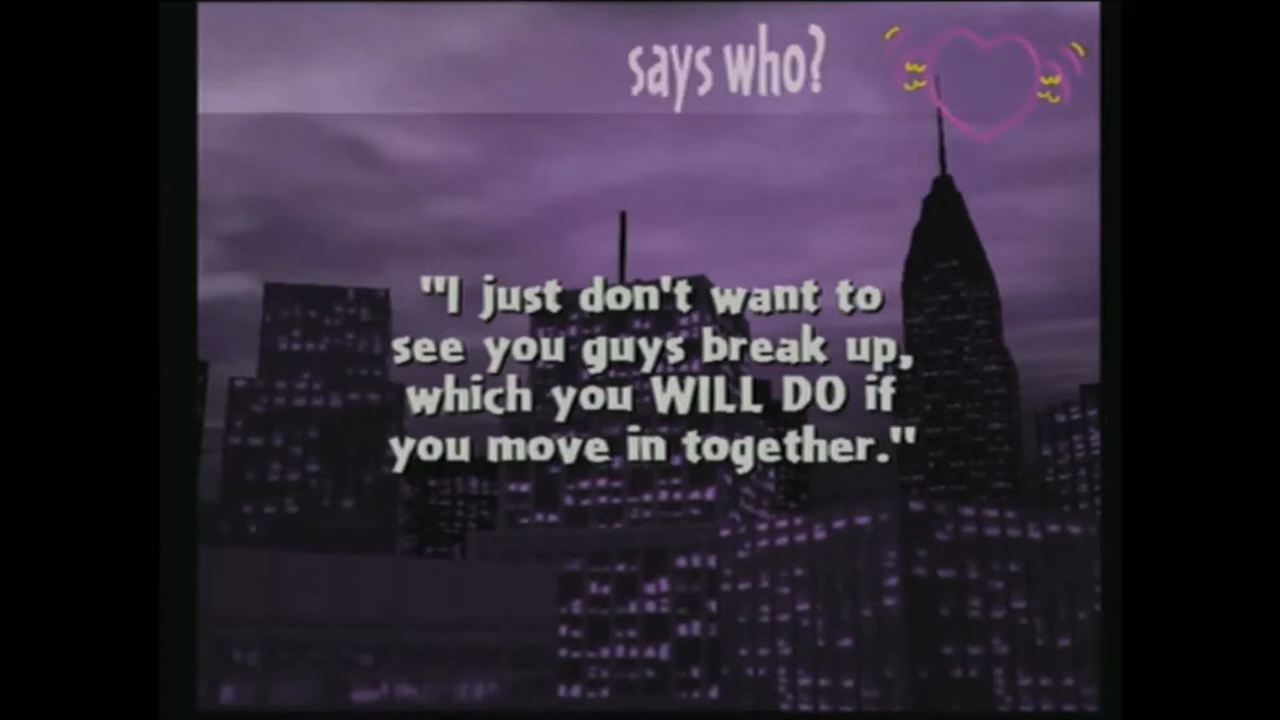 says who?
"I just don't want to
see you guys break up,
which you WILL DO if
you move in together."